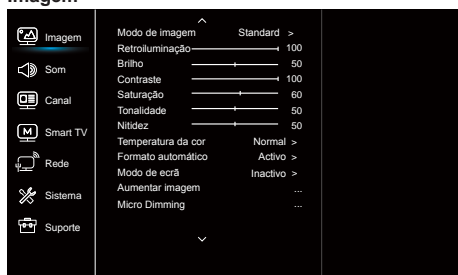 Imagem
Imagem
Som
Canal
Smart TV
Rede
Sistema
Suporte
Modo de imagem Standard >
Retroiluminação 100
Brilho 50
Contraste 100
Saturação 60
Tonalidade 50
Nitidez 50
Temperatura da cor Normal >
Formato automático Activo >
Modo de ecrã Inactivo >
Aumentar imagem ...
Micro Dimming ...